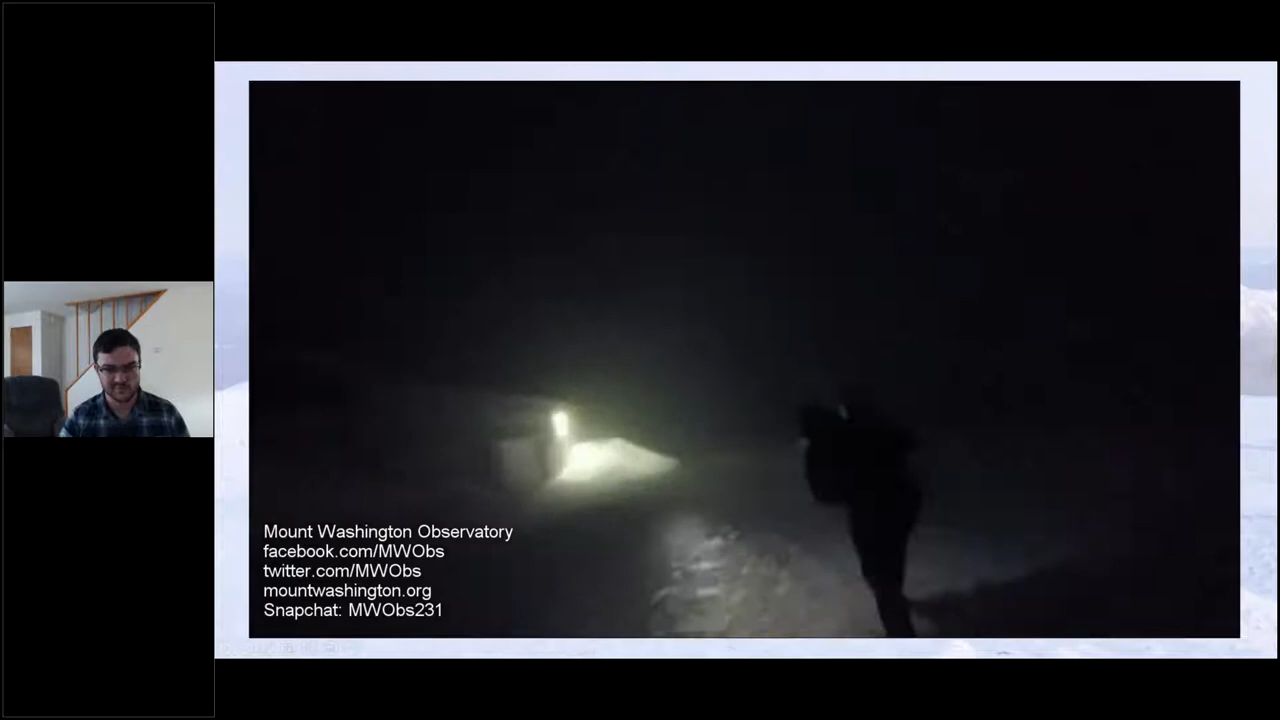 Mount Washington Observatory
facebook.com/MWObs
twitter.com/MWObs
mountwashington.org
Snapchat: MWObs231